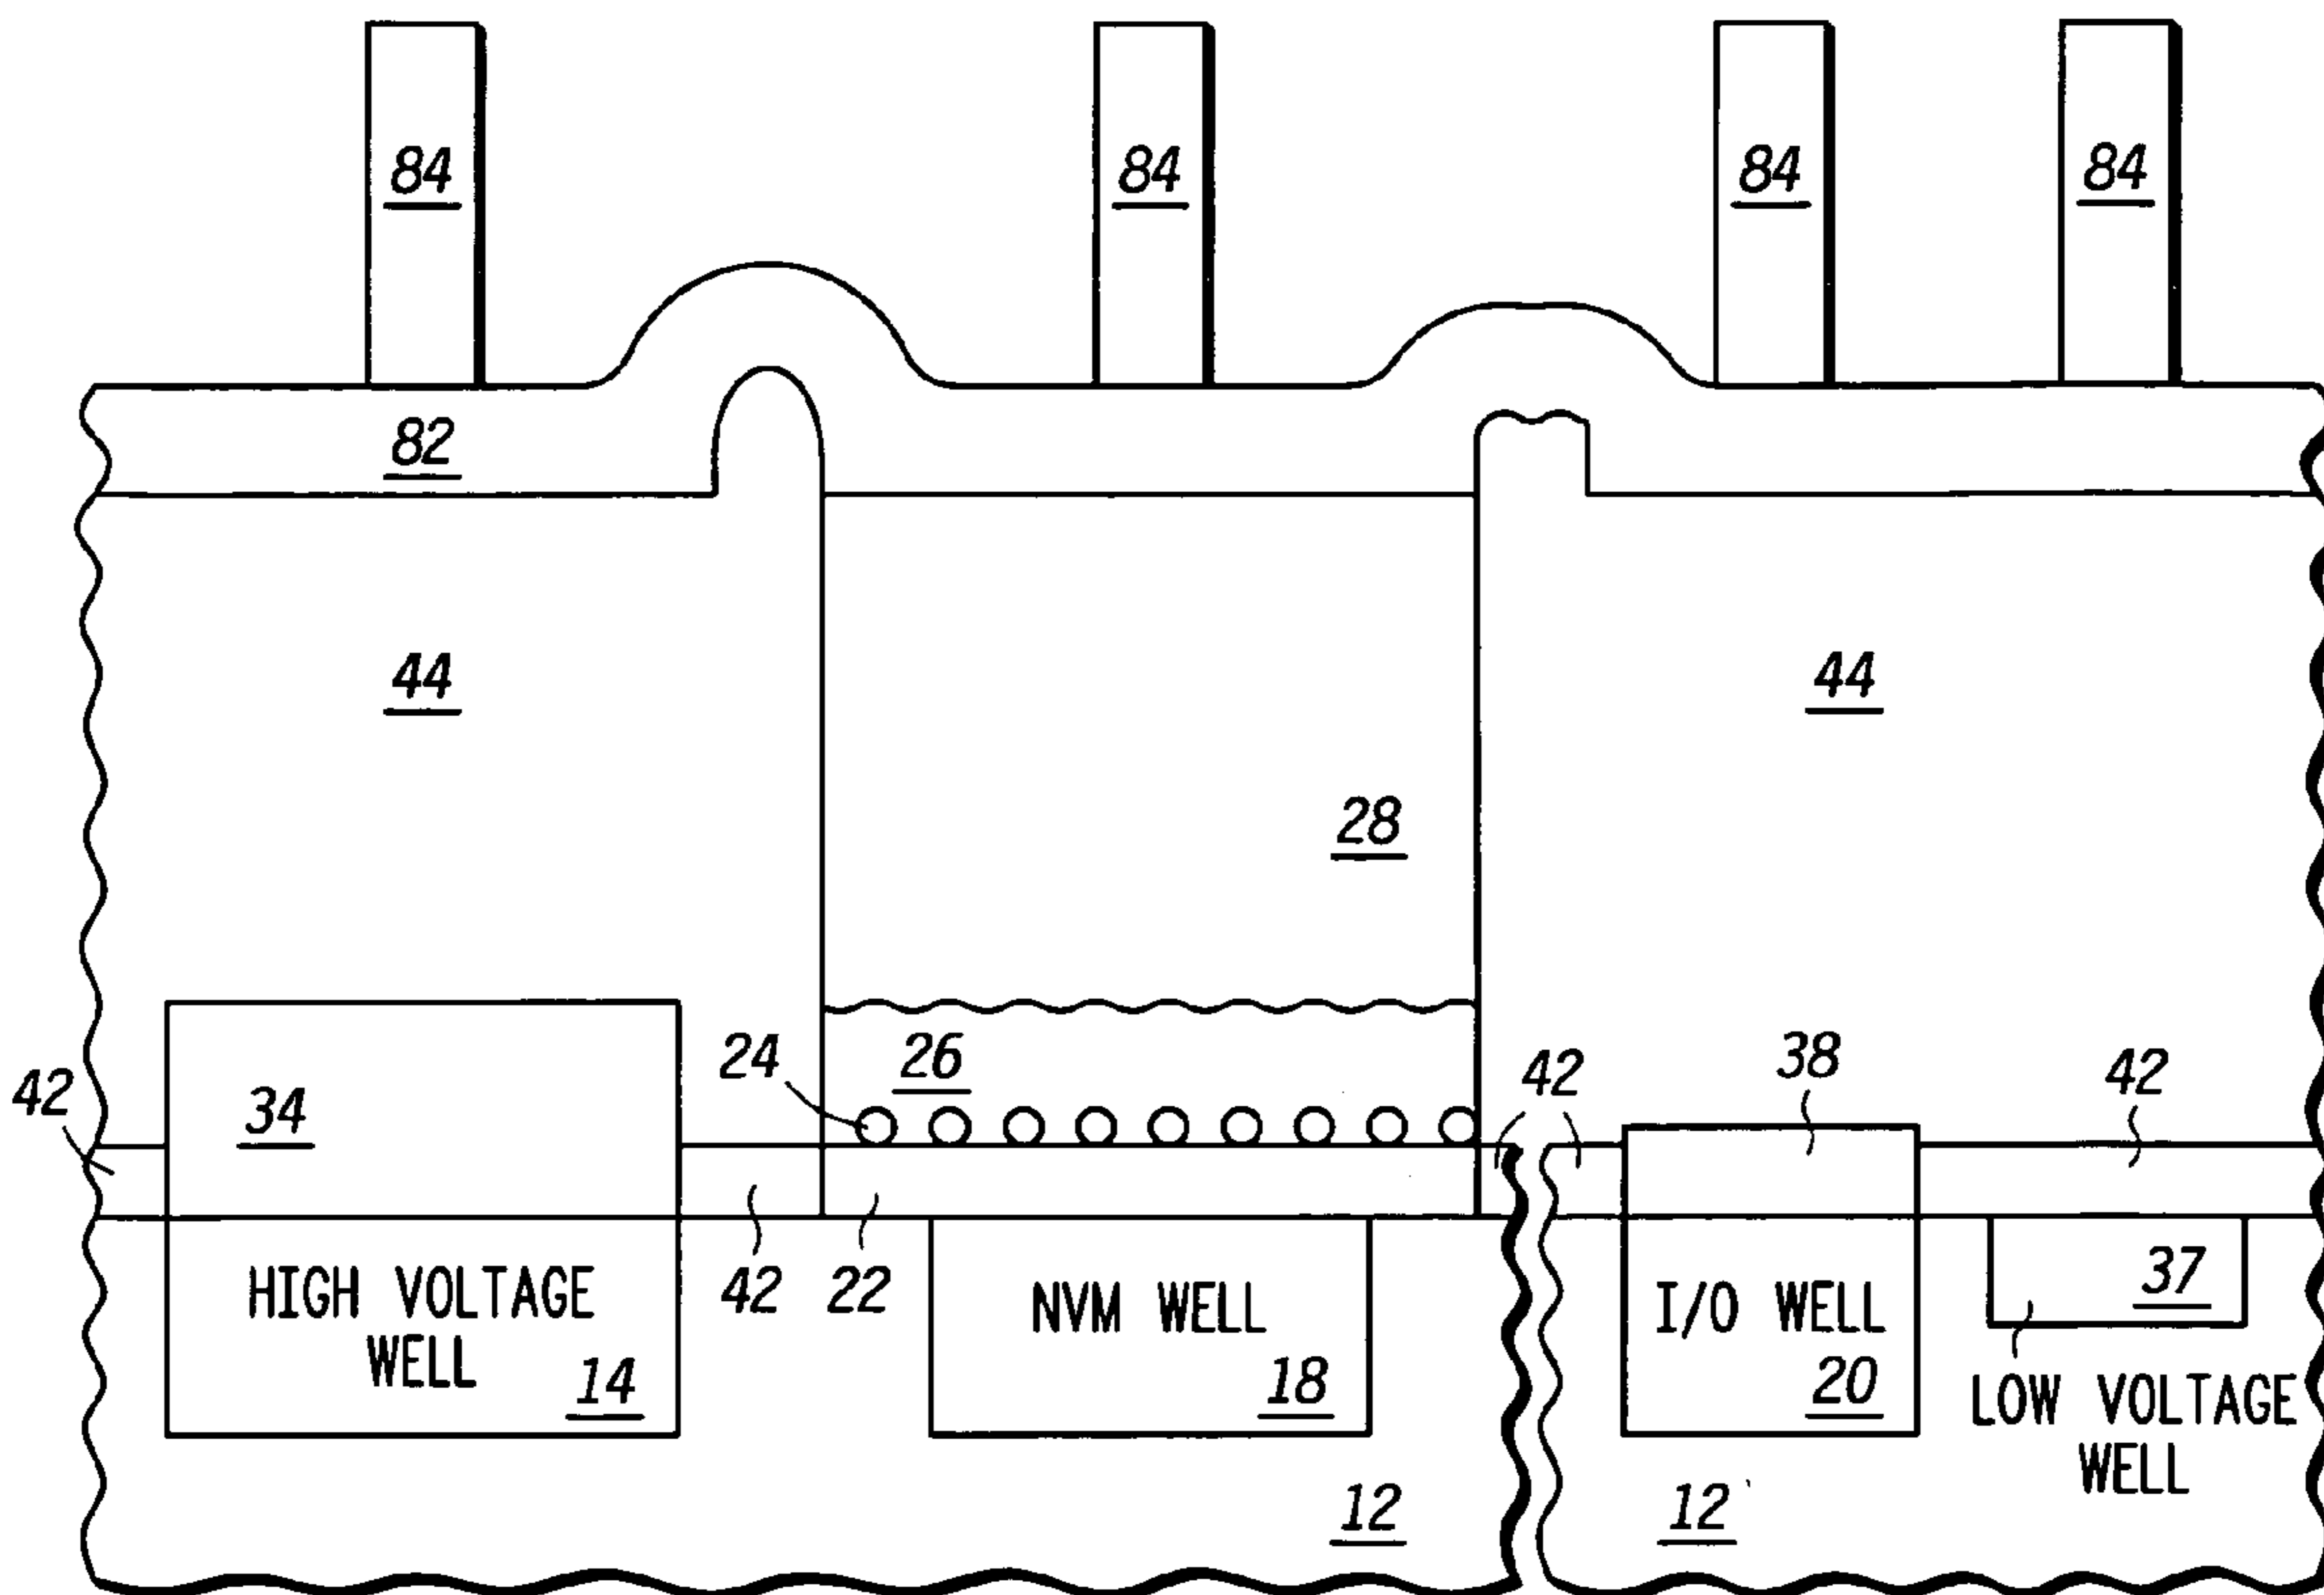 84 84 84 84
82
44 44
28
24 26 42 38 42
42 34
HIGH VOLTAGE
WELL 14
42 22
NVM WELL
18
I/O WELL
20
37
LOW VOLTAGE
WELL
12 12